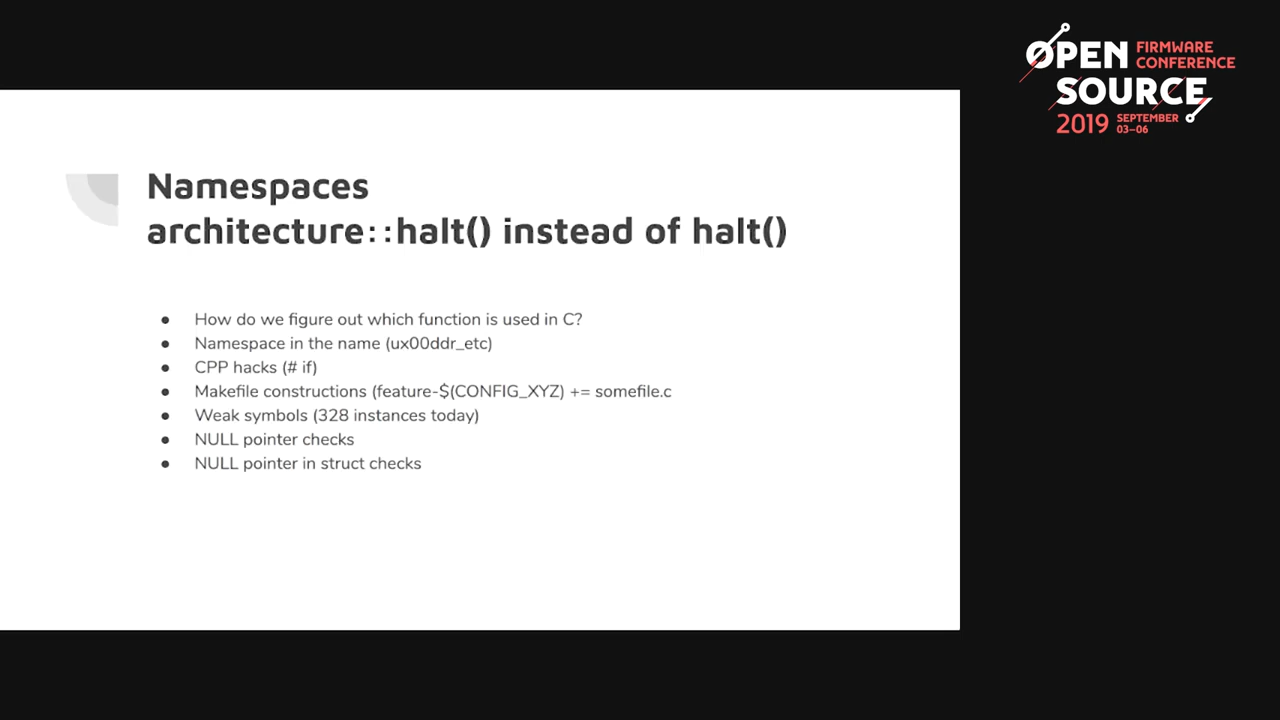 OPEN FIRMWARE CONFERENCE
SOURCE
2019 SEPTEMBER 03–06
Namespaces
architecture::halt() instead of halt()
● How do we figure out which function is used in C?
● Namespace in the name (ux00ddr_etc)
● CPP hacks (# if)
● Makefile constructions (feature-$(CONFIG_XYZ) += somefile.c
● Weak symbols (328 instances today)
● NULL pointer checks
● NULL pointer in struct checks